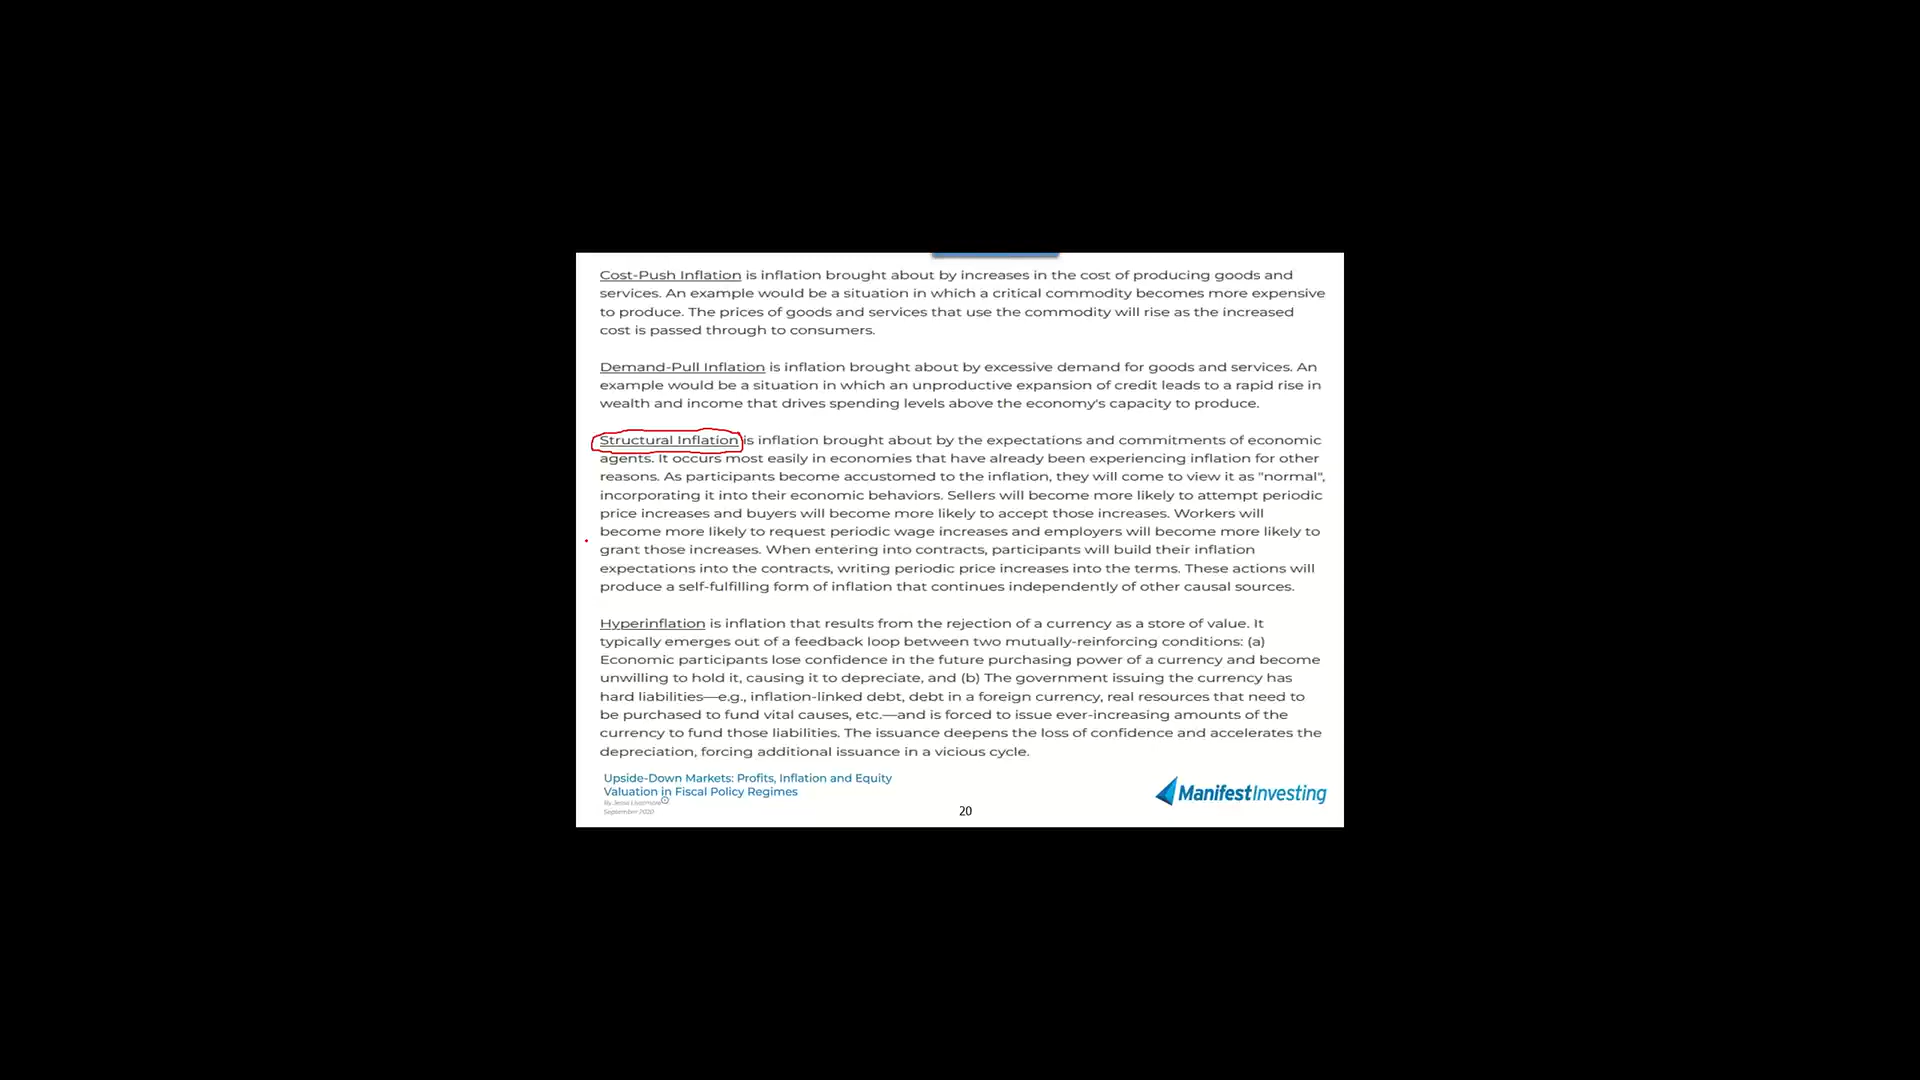 Cost-Push Inflation is inflation brought about by increases in the cost of producing goods and
services. An example would be a situation in which a critical commodity becomes more expensive
to produce. The prices of goods and services that use the commodity will rise as the increased
cost is passed through to consumers.
Demand-Pull Inflation is inflation brought about by excessive demand for goods and services. An
example would be a situation in which an unproductive expansion of credit leads to a rapid rise in
wealth and income that drives spending levels above the economy's capacity to produce.
Structural Inflation is inflation brought about by the expectations and commitments of economic
agents. It occurs most easily in economies that have already been experiencing inflation for other
reasons. As participants become accustomed to the inflation, they will come to view it as "normal",
incorporating it into their economic behaviors. Sellers will become more likely to attempt periodic
price increases and buyers will become more likely to accept those increases. Workers will
become more likely to request periodic wage increases and employers will become more likely to
grant those increases. When entering into contracts, participants will build their inflation
expectations into the contracts, writing periodic price increases into the terms. These actions will
produce a self-fulfilling form of inflation that continues independently of other causal sources.
Hyperinflation is inflation that results from the rejection of a currency as a store of value. It
typically emerges out of a feedback loop between two mutually-reinforcing conditions: (a)
Economic participants lose confidence in the future purchasing power of a currency and become
unwilling to hold it, causing it to depreciate, and (b) The government issuing the currency has
hard liabilities—e.g., inflation-linked debt, debt in a foreign currency, real resources that need to
be purchased to fund vital causes, etc.—and is forced to issue ever-increasing amounts of the
currency to fund those liabilities. The issuance deepens the loss of confidence and accelerates the
depreciation, forcing additional issuance in a vicious cycle.
Upside-Down Markets: Profits, Inflation and Equity
Valuation in Fiscal Policy Regimes
By Jesse Livermore
September 2020
20
ManifestInvesting